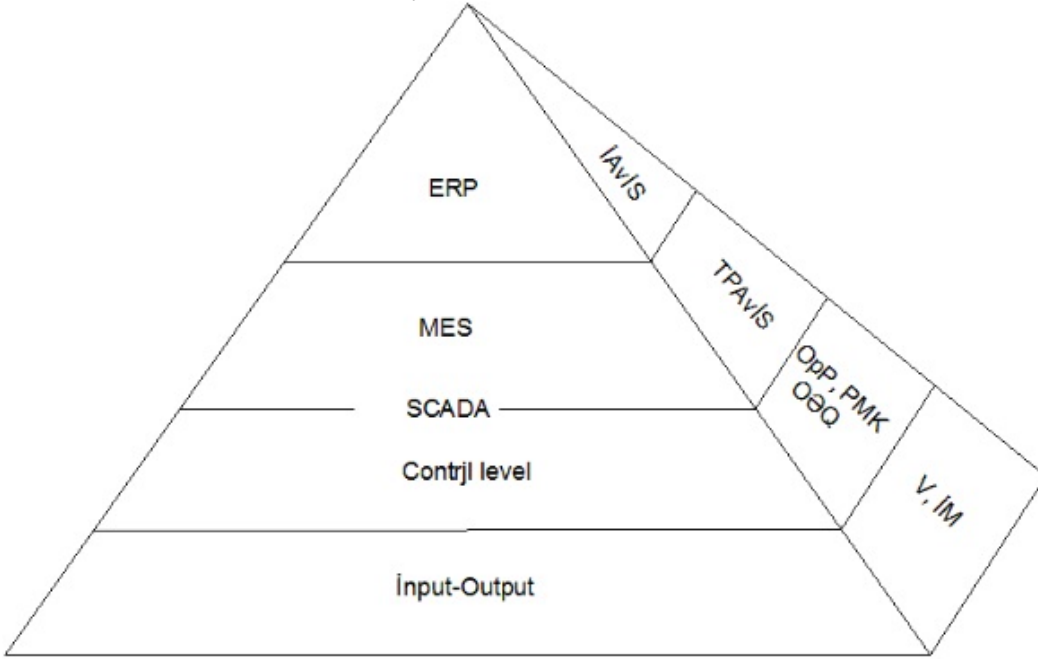 ERP
İAvİS
MES
TPAvİS
SCADA
OpP, PMK
OƏQ
Contrjl level
V, İM
İnput-Output